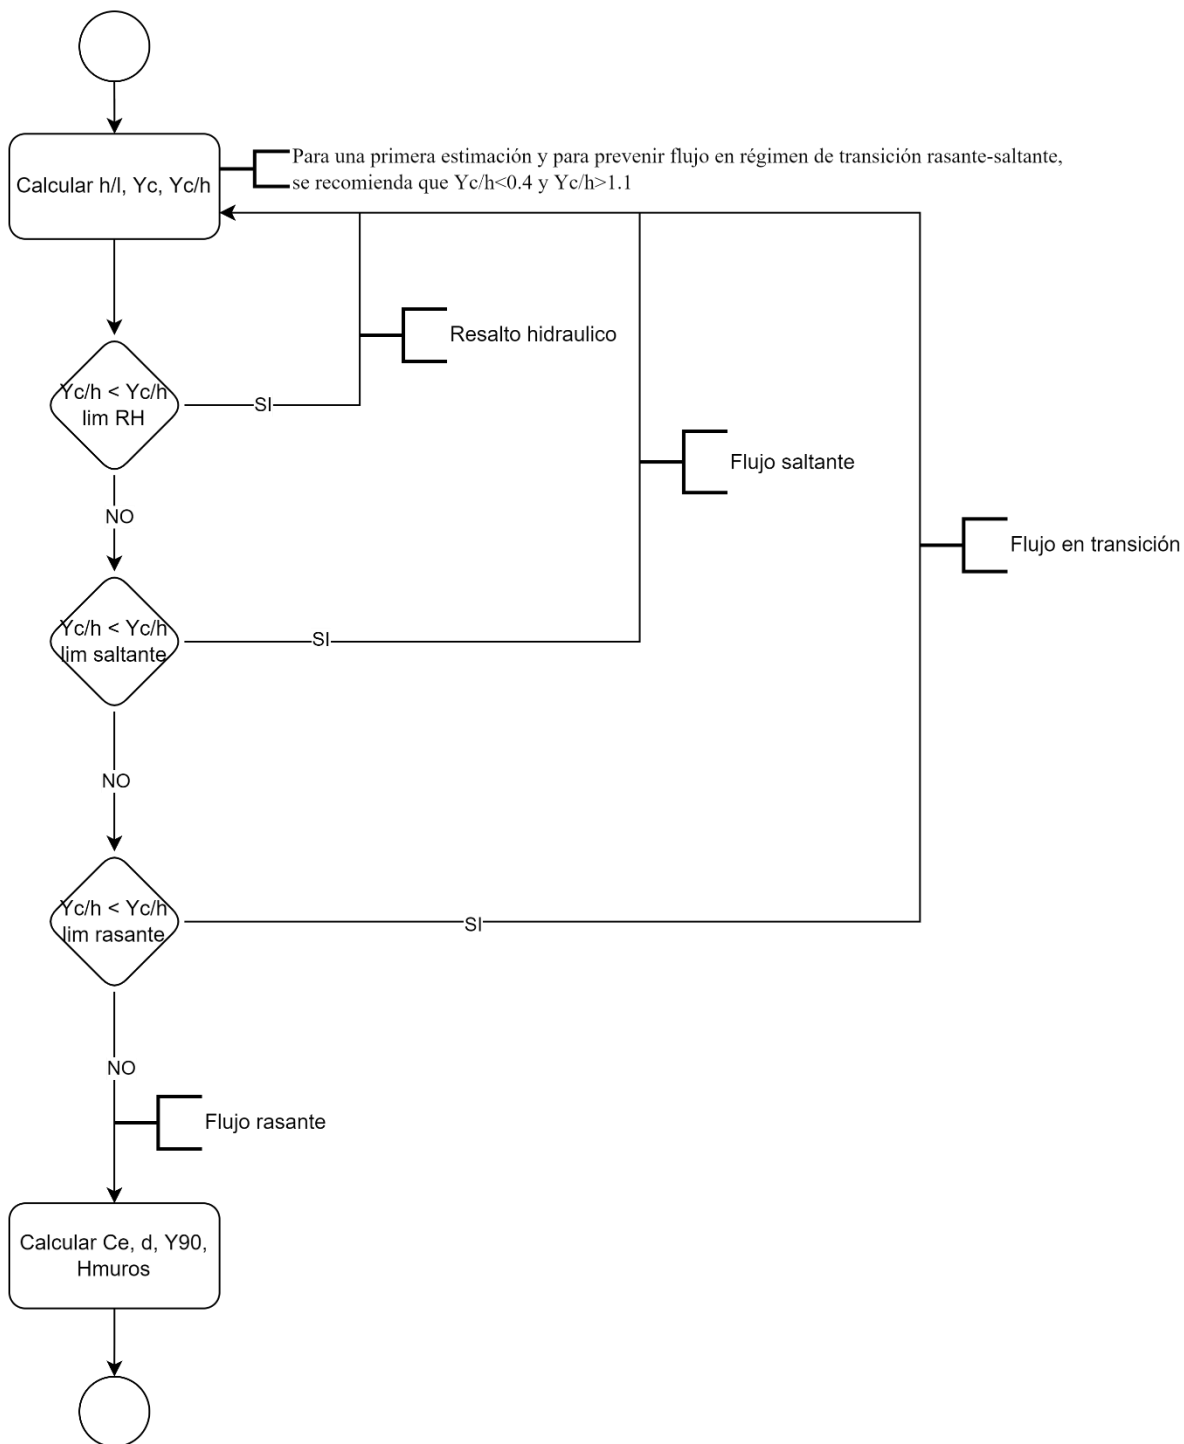 Calcular h/l, Yc, Yc/h
Para una primera estimación y para prevenir flujo en régimen de transición rasante-saltante,
se recomienda que Yc/h<0.4 y Yc/h>1.1
Resalto hidraulico
Yc/h < Yc/h
lim RH
SI
Flujo saltante
NO
Flujo en transición
Yc/h < Yc/h
lim saltante
SI
NO
Yc/h < Yc/h
lim rasante
SI
NO
Flujo rasante
Calcular Ce, d, Y90,
Hmuros